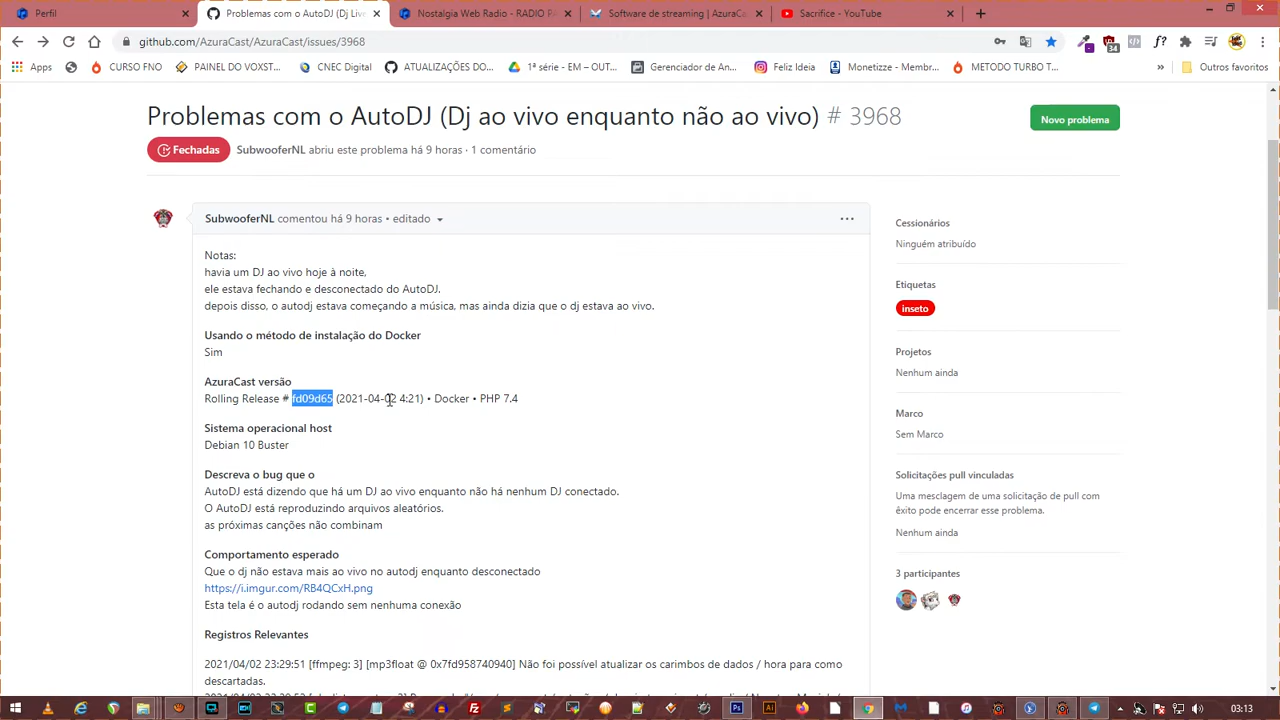 Perfil
Problemas com o AutoDJ (Dj Live
Nostalgia Web Radio - RADIO PA
Software de streaming | AzuraCa
Sacrifice - YouTube
github.com/AzuraCast/AzuraCast/issues/3968
34
f?
Apps
CURSO FNO
PAINEL DO VOXST...
CNEC Digital
ATUALIZAÇÕES DO...
1ª série - EM – OUT...
Gerenciador de An...
Feliz Ideia
Monetizze - Membr...
METODO TURBO T...
»
Outros favoritos
Problemas com o AutoDJ (Dj ao vivo enquanto não ao vivo) # 3968
Novo problema
Fechadas
SubwooferNL abriu este problema há 9 horas · 1 comentário
SubwooferNL comentou há 9 horas • editado
Notas:
havia um DJ ao vivo hoje à noite,
ele estava fechando e desconectado do AutoDJ.
depois disso, o autodj estava começando a música, mas ainda dizia que o dj estava ao vivo.
Usando o método de instalação do Docker
Sim
AzuraCast versão
Rolling Release # fd09d65 (2021-04-02 4:21) • Docker • PHP 7.4
Sistema operacional host
Debian 10 Buster
Descreva o bug que o
AutoDJ está dizendo que há um DJ ao vivo enquanto não há nenhum DJ conectado.
O AutoDJ está reproduzindo arquivos aleatórios.
as próximas canções não combinam
Comportamento esperado
Que o dj não estava mais ao vivo no autodj enquanto desconectado
https://i.imgur.com/RB4QCxH.png
Esta tela é o autodj rodando sem nenhuma conexão
Registros Relevantes
2021/04/02 23:29:51 [ffmpeg: 3] [mp3float @ 0x7fd958740940] Não foi possível atualizar os carimbos de dados / hora para como
descartadas.
Cessionários
Ninguém atribuído
Etiquetas
inseto
Projetos
Nenhum ainda
Marco
Sem Marco
Solicitações pull vinculadas
Uma mesclagem de uma solicitação de pull com
êxito pode encerrar esse problema.
Nenhum ainda
3 participantes
03:13